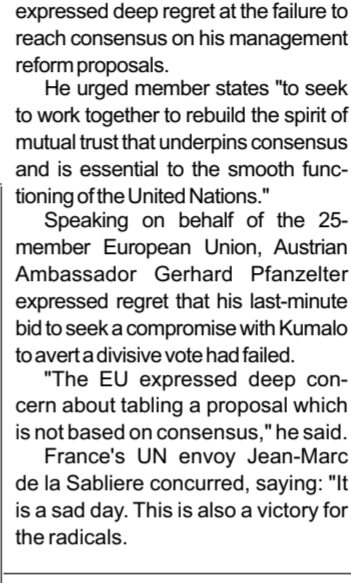 expressed deep regret at the failure to
reach consensus on his management
reform proposals.
He urged member states "to seek
to work together to rebuild the spirit of
mutual trust that underpins consensus
and is essential to the smooth func-
tioning of the United Nations."
Speaking on behalf of the 25-
member European Union, Austrian
Ambassador Gerhard Pfanzelter
expressed regret that his last-minute
bid to seek a compromise with Kumalo
to avert a divisive vote had failed.
"The EU expressed deep con-
cern about tabling a proposal which
is not based on consensus," he said.
France's UN envoy Jean-Marc
de la Sabliere concurred, saying: "It
is a sad day. This is also a victory for
the radicals.